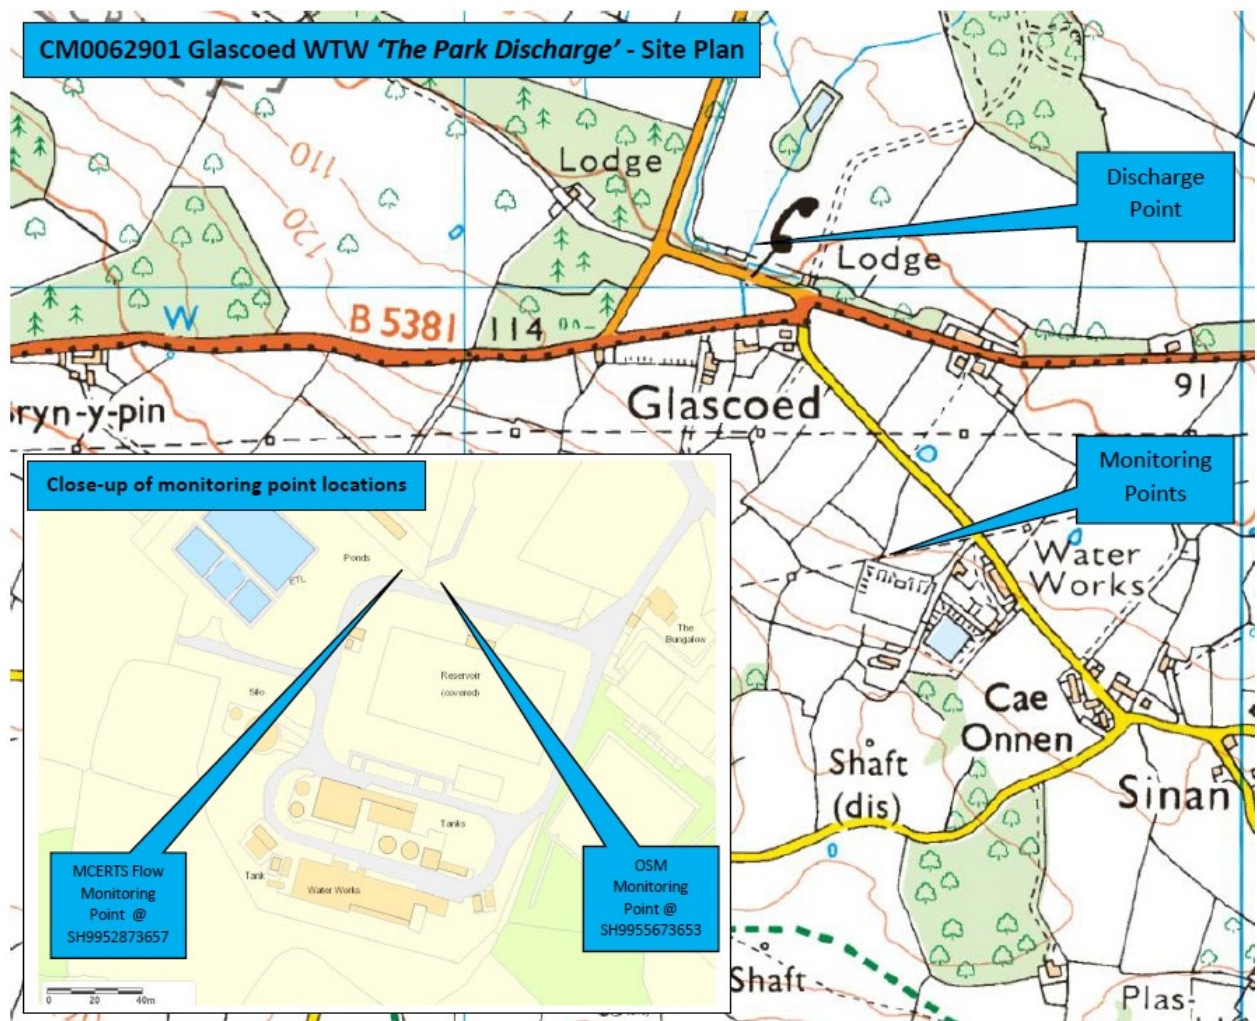 CM0062901 Glascoed WTW 'The Park Discharge' - Site Plan
110
Lodge
Discharge
Point
120
Lodge
W
B 5381
114
91
Glascoed
ryn-y-pin
Monitoring
Points
Close-up of monitoring point locations
Ponds
ETL
The
Bungalow
Reservoir
(covered)
Silo
Tanks
Tank
Water Works
MCERTS Flow
Monitoring
Point @
SH9952873657
OSM
Monitoring
Point @
SH9955673653
0 20 40m
Water
Works
Cae
Onnen
Shaft
(dis)
Sinan
Shaft
Plas-